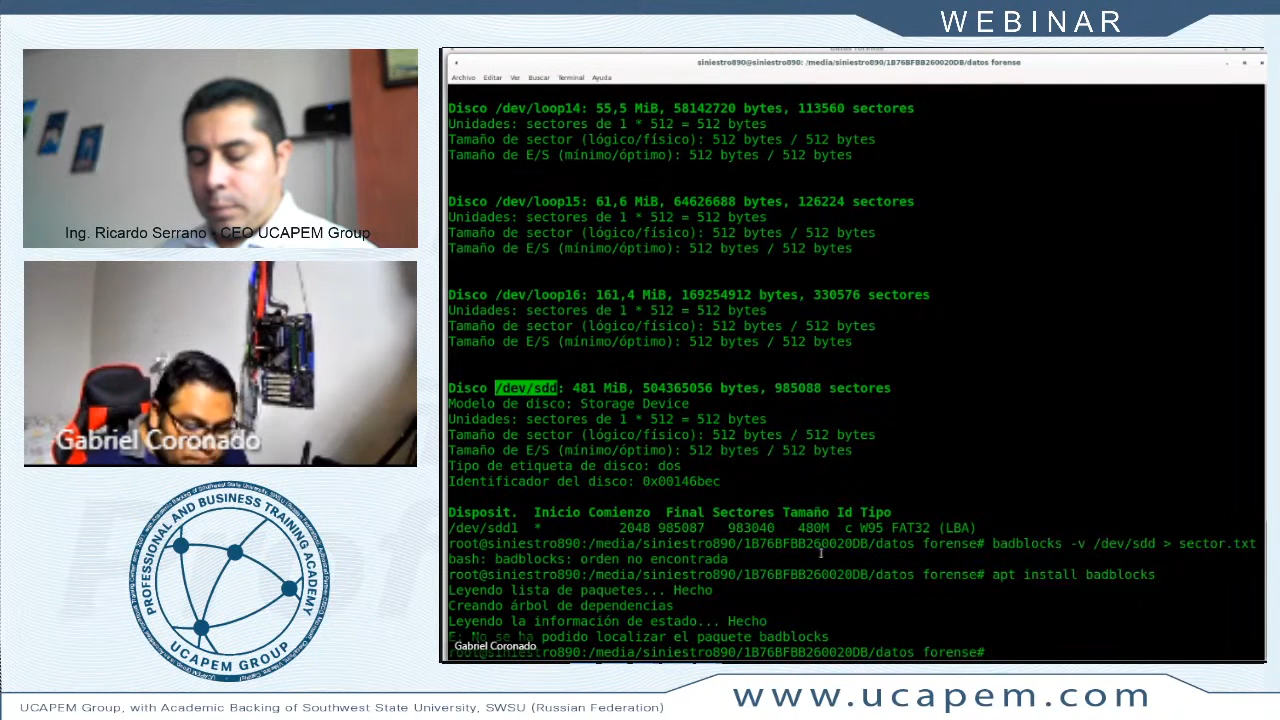 WEBINAR
Ing. Ricardo Serrano - CEO UCAPEM Group
Gabriel Coronado
PROFESSIONAL AND BUSINESS TRAINING ACADEMY
UCAPEM GROUP
siniestro890@siniestro890: /media/siniestro890/1B76BFBB260020DB/datos forense
Archivo Editar Ver Buscar Terminal Ayuda
Disco /dev/loop14: 55,5 MiB, 58142720 bytes, 113560 sectores
Unidades: sectores de 1 * 512 = 512 bytes
Tamaño de sector (lógico/físico): 512 bytes / 512 bytes
Tamaño de E/S (mínimo/óptimo): 512 bytes / 512 bytes
Disco /dev/loop15: 61,6 MiB, 64626688 bytes, 126224 sectores
Unidades: sectores de 1 * 512 = 512 bytes
Tamaño de sector (lógico/físico): 512 bytes / 512 bytes
Tamaño de E/S (mínimo/óptimo): 512 bytes / 512 bytes
Disco /dev/loop16: 161,4 MiB, 169254912 bytes, 330576 sectores
Unidades: sectores de 1 * 512 = 512 bytes
Tamaño de sector (lógico/físico): 512 bytes / 512 bytes
Tamaño de E/S (mínimo/óptimo): 512 bytes / 512 bytes
Disco /dev/sdd: 481 MiB, 504365056 bytes, 985088 sectores
Modelo de disco: Storage Device
Unidades: sectores de 1 * 512 = 512 bytes
Tamaño de sector (lógico/físico): 512 bytes / 512 bytes
Tamaño de E/S (mínimo/óptimo): 512 bytes / 512 bytes
Tipo de etiqueta de disco: dos
Identificador del disco: 0x00146bec
Disposit. Inicio Comienzo Final Sectores Tamaño Id Tipo
/dev/sdd1 * 2048 985087 983040 480M c W95 FAT32 (LBA)
root@siniestro890:/media/siniestro890/1B76BFBB260020DB/datos forense# badblocks -v /dev/sdd > sector.txt
bash: badblocks: orden no encontrada
root@siniestro890:/media/siniestro890/1B76BFBB260020DB/datos forense# apt install badblocks
Leyendo lista de paquetes... Hecho
Creando árbol de dependencias
Leyendo la información de estado... Hecho
E: No se ha podido localizar el paquete badblocks
Gabriel Coronado
root@siniestro890:/media/siniestro890/1B76BFBB260020DB/datos forense#
UCAPEM Group, with Academic Backing of Southwest State University, SWSU (Russian Federation)
www.ucapem.com